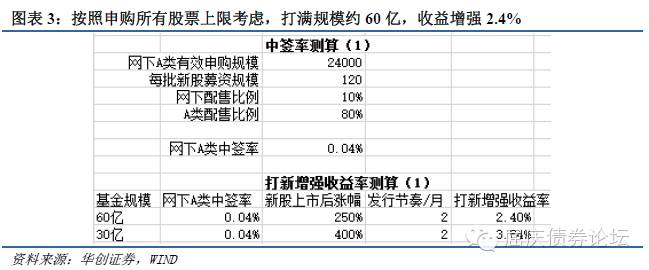 图表 3：按照申购所有股票上限考虑，打满规模约 60 亿，收益增强 2.4%
中签率测算（1）
网下A类有效申购规模 24000
每批新股募资规模 120
网下配售比例 10%
A类配售比例 80%
网下A类中签率 0.04%
打新增强收益率测算（1）
基金规模 网下A类中签率 新股上市后涨幅 发行节奏/月 打新增强收益率
60亿 0.04% 250% 2 2.40%
30亿 0.04% 400% 2
资料来源：华创证券，WIND
债券论坛